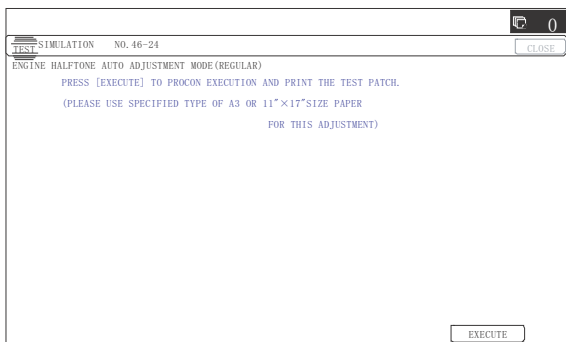 0
TEST SIMULATION NO.46-24
CLOSE
ENGINE HALFTONE AUTO ADJUSTMENT MODE(REGULAR)
PRESS [EXECUTE] TO PROCON EXECUTION AND PRINT THE TEST PATCH.
(PLEASE USE SPECIFIED TYPE OF A3 OR 11″×17″SIZE PAPER
FOR THIS ADJUSTMENT)
EXECUTE